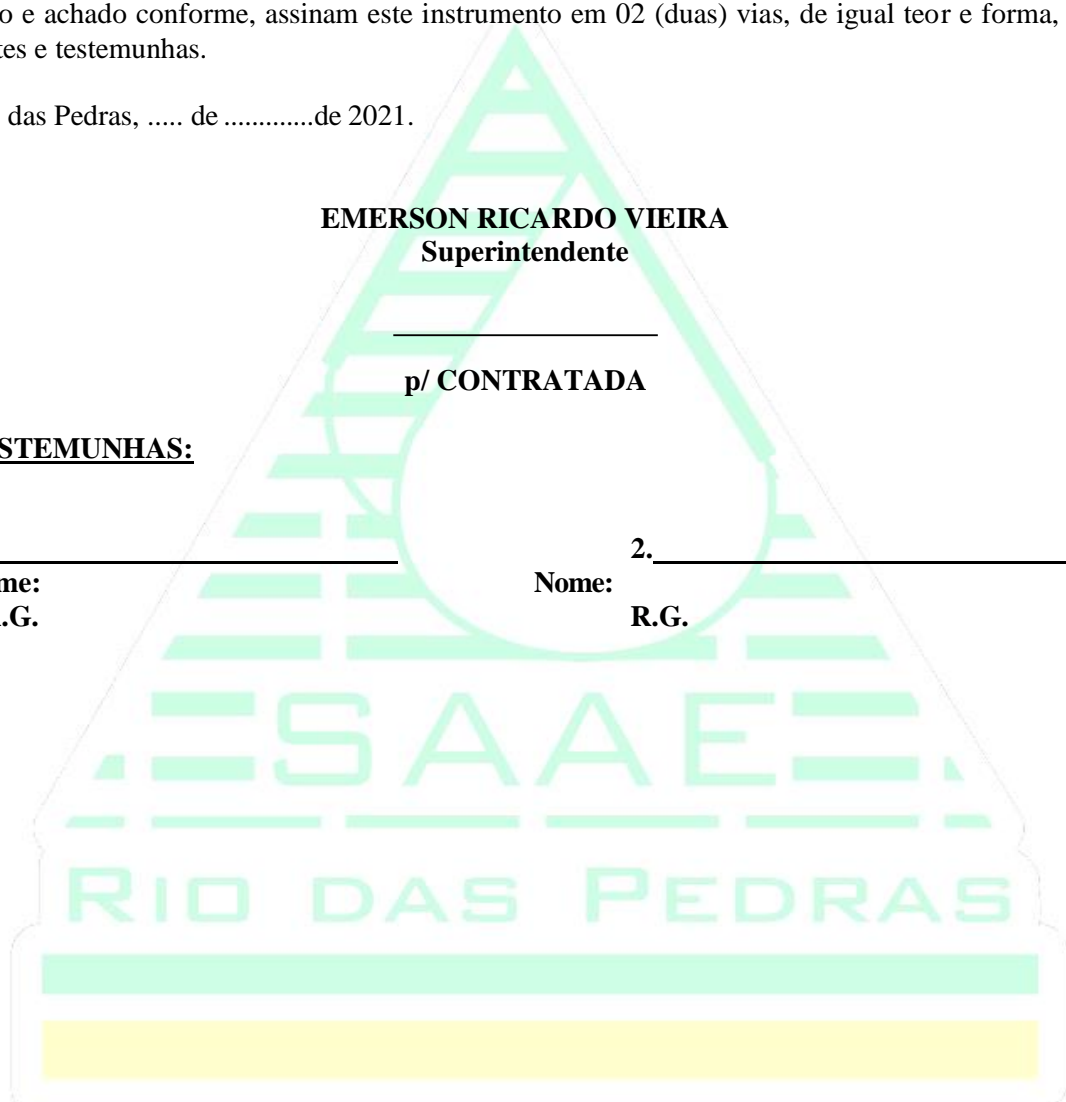 o e achado conforme, assinam este instrumento em 02 (duas) vias, de igual teor e forma,
tes e testemunhas.
das Pedras, ..... de .............de 2021.
EMERSON RICARDO VIEIRA
Superintendente
p/ CONTRATADA
STEMUNHAS:
2.
me: Nome:
.G. R.G.
SAAE
RIO DAS PEDRAS